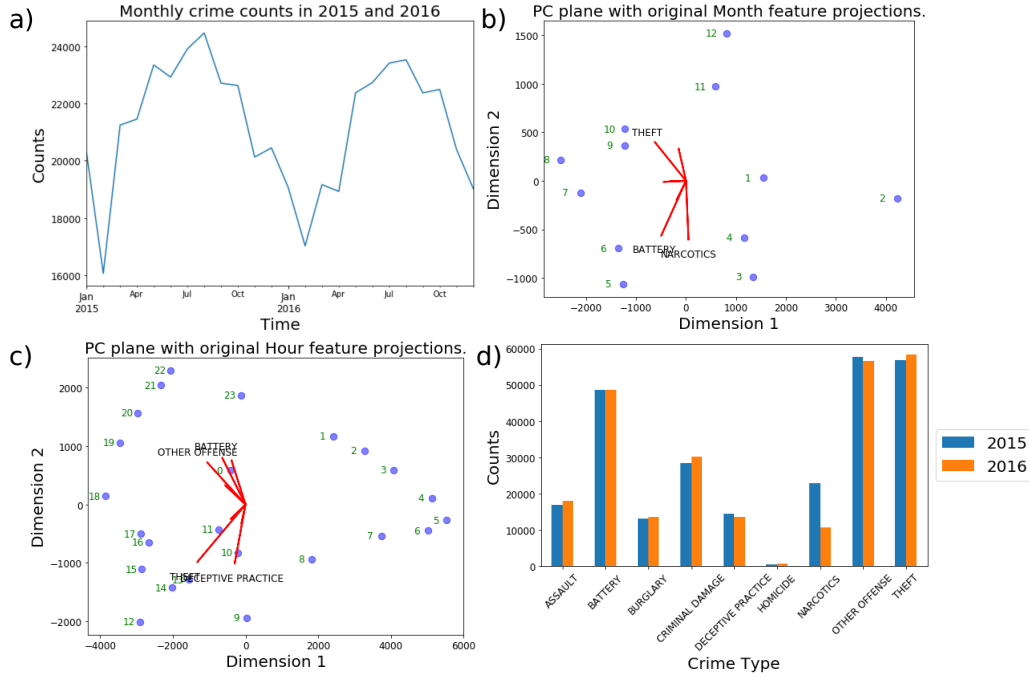 a)
Monthly crime counts in 2015 and 2016
Counts
24000
22000
20000
18000
16000
Jan
2015
Apr
Jul
Oct
Jan
2016
Apr
Jul
Oct
Time
b)
PC plane with original Month feature projections.
Dimension 2
1500
1000
500
0
−500
−1000
12
11
10
THEFT
9
8
7
1
2
6
BATTERY
NARCOTICS
4
3
5
−2000
−1000
0
1000
2000
3000
4000
Dimension 1
c)
PC plane with original Hour feature projections.
Dimension 2
2000
1000
0
−1000
−2000
22
21
23
20
19
1
BATTERY
OTHER OFFENSE
2
0
3
18
4
5
17
11
6
16
7
10
8
15
THEFT
13
DECEPTIVE PRACTICE
14
12
9
−4000
−2000
0
2000
4000
6000
Dimension 1
d)
Counts
60000
50000
40000
30000
20000
10000
0
ASSAULT
BATTERY
BURGLARY
CRIMINAL DAMAGE
DECEPTIVE PRACTICE
HOMICIDE
NARCOTICS
OTHER OFFENSE
THEFT
Crime Type
2015
2016